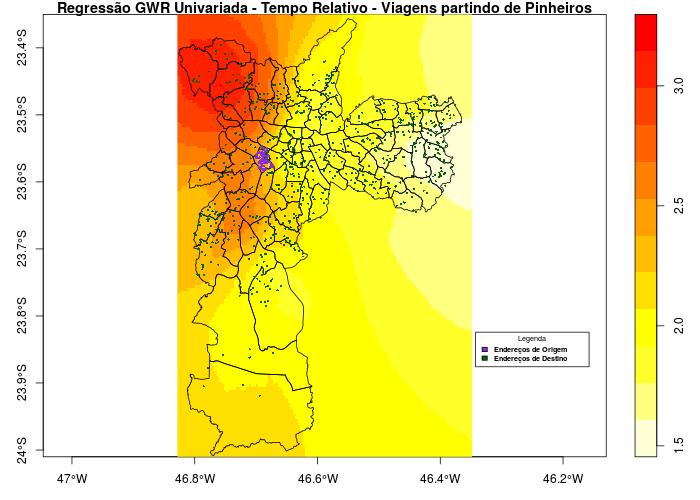 Regressão GWR Univariada - Tempo Relativo - Viagens partindo de Pinheiros
23.4°S
23.5°S
23.6°S
23.7°S
23.8°S
23.9°S
24°S
47°W
46.8°W
46.6°W
46.4°W
46.2°W
Legenda
Endereços de Origem
Endereços de Destino
3.0
2.5
2.0
1.5